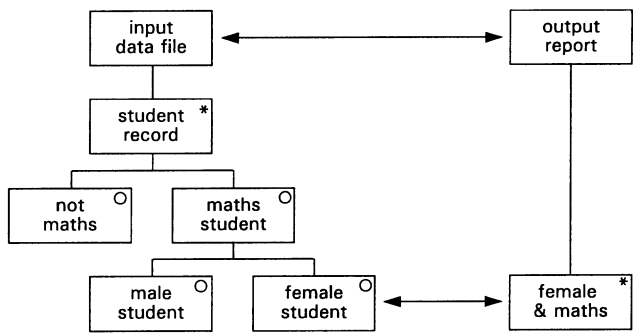 input
data file
output
report
student *
record
not
maths
maths
student
male
student
female
student
female *
& maths